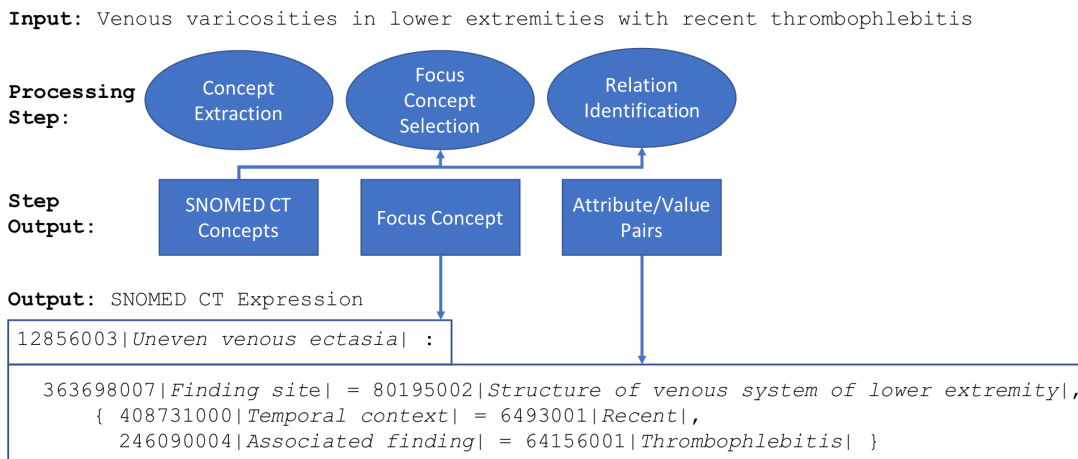 Input: Venous varicosities in lower extremities with recent thrombophlebitis
Processing
Step:
Concept
Extraction
Focus
Concept
Selection
Relation
Identification
Step
Output:
SNOMED CT
Concepts
Focus Concept
Attribute/Value
Pairs
Output: SNOMED CT Expression
12856003|Uneven venous ectasia| :
363698007|Finding site| = 80195002|Structure of venous system of lower extremity|,
{ 408731000|Temporal context| = 6493001|Recent|,
246090004|Associated finding| = 64156001|Thrombophlebitis| }